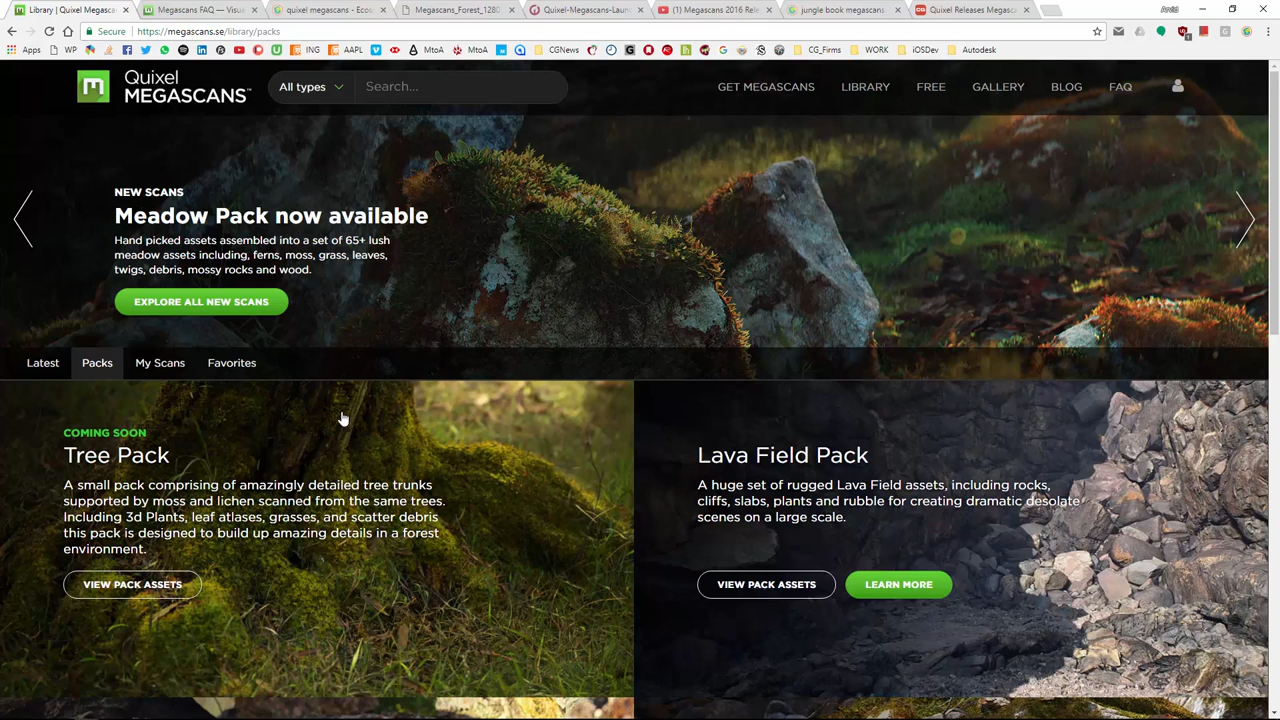 Library | Quixel Megasc
Megascans FAQ — Visua
quixel megascans - Ecos
Megascans_Forest_1280
Quixel-Megascans-Laun
(1) Megascans 2016 Rele
jungle book megascans
Quixel Releases Megasc
Arvid
Secure
https://megascans.se/library/packs
Apps
WP
ING
AAPL
MtoA
MtoA
CGNews
CG_Firms
WORK
iOSDev
Autodesk
Quixel
MEGASCANS™
All types
Search...
GET MEGASCANS
LIBRARY
FREE
GALLERY
BLOG
FAQ
NEW SCANS
Meadow Pack now available
Hand picked assets assembled into a set of 65+ lush
meadow assets including, ferns, moss, grass, leaves,
twigs, debris, mossy rocks and wood.
EXPLORE ALL NEW SCANS
Latest
Packs
My Scans
Favorites
COMING SOON
Tree Pack
A small pack comprising of amazingly detailed tree trunks
supported by moss and lichen scanned from the same trees.
Including 3d Plants, leaf atlases, grasses, and scatter debris
this pack is designed to build up amazing details in a forest
environment.
VIEW PACK ASSETS
Lava Field Pack
A huge set of rugged Lava Field assets, including rocks,
cliffs, slabs, plants and rubble for creating dramatic desolate
scenes on a large scale.
VIEW PACK ASSETS
LEARN MORE